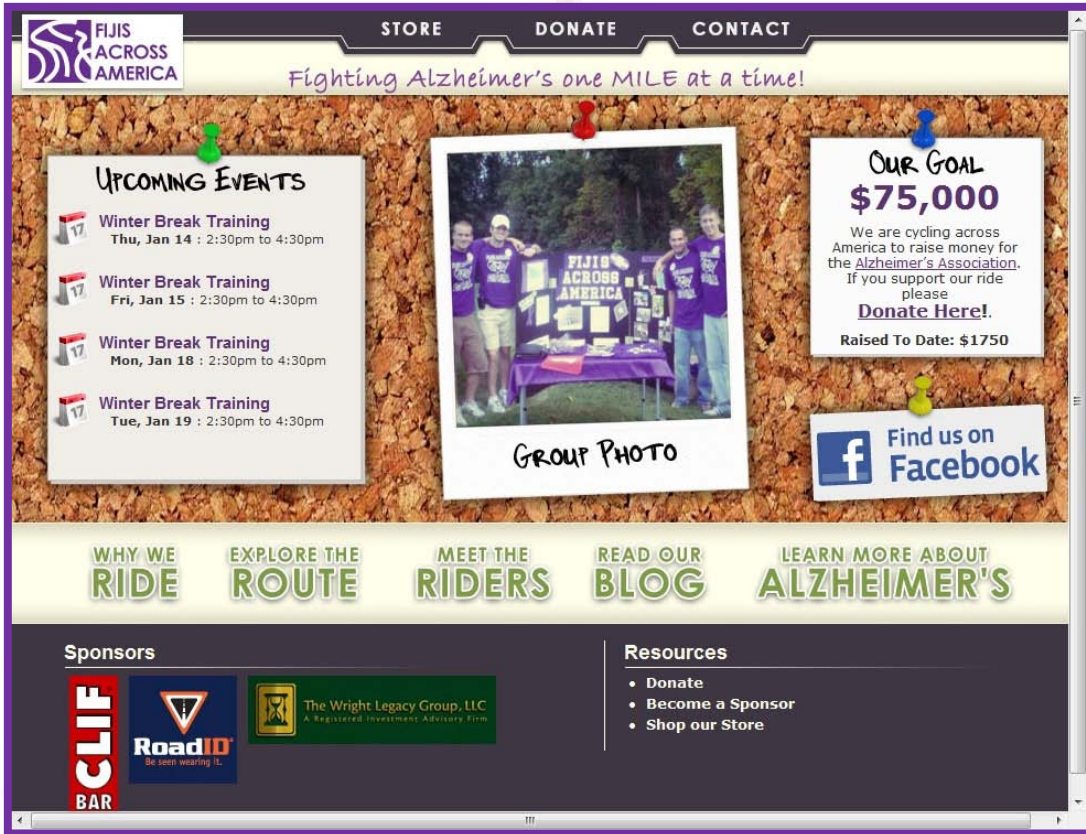 FIJIS
ACROSS
AMERICA
STORE DONATE CONTACT
Fighting Alzheimer's one MILE at a time!
UPCOMING EVENTS
17
Winter Break Training
Thu, Jan 14 : 2:30pm to 4:30pm
17
Winter Break Training
Fri, Jan 15 : 2:30pm to 4:30pm
17
Winter Break Training
Mon, Jan 18 : 2:30pm to 4:30pm
17
Winter Break Training
Tue, Jan 19 : 2:30pm to 4:30pm
FIJIS
ACROSS
AMERICA
GROUP PHOTO
OUR GOAL
$75,000
We are cycling across
America to raise money for
the Alzheimer's Association.
If you support our ride
please
Donate Here!.
Raised To Date: $1750
f
Find us on
Facebook
WHY WE
RIDE
EXPLORE THE
ROUTE
MEET THE
RIDERS
READ OUR
BLOG
LEARN MORE ABOUT
ALZHEIMER'S
Sponsors
CLIF
BAR
RoadID
Be seen wearing it.
The Wright Legacy Group, LLC
A Registered Investment Advisory Firm
Resources
• Donate
• Become a Sponsor
• Shop our Store